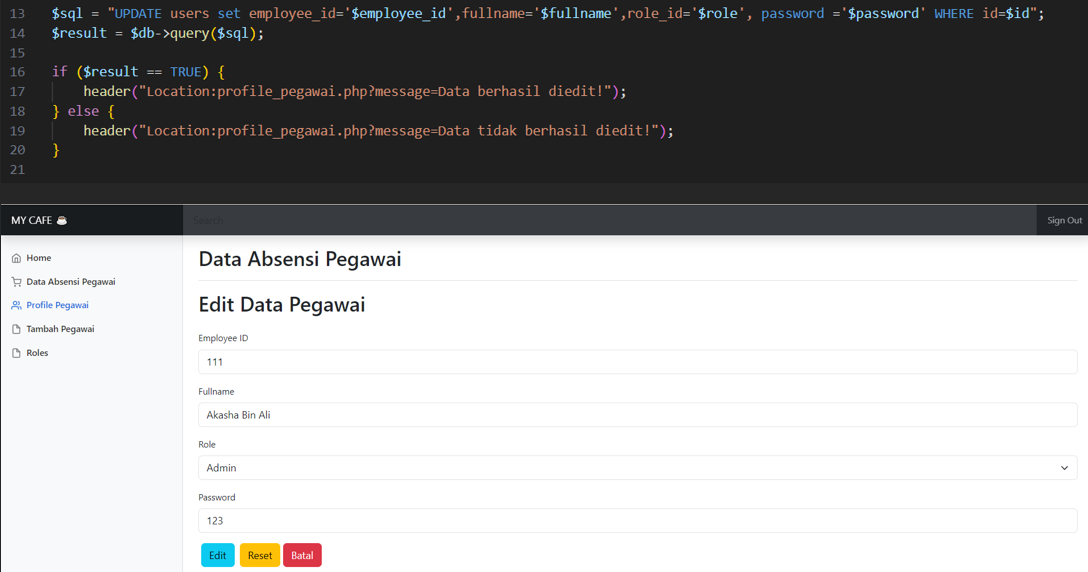 13 $sql = "UPDATE users set employee_id='$employee_id',fullname='$fullname',role_id='$role', password ='$password' WHERE id=$id";
14 $result = $db->query($sql);
15
16 if ($result == TRUE) {
17 header("Location:profile_pegawai.php?message=Data berhasil diedit!");
18 } else {
19 header("Location:profile_pegawai.php?message=Data tidak berhasil diedit!");
20 }
21
MY CAFE ☕ Search Sign Out
Home
Data Absensi Pegawai
Profile Pegawai
Tambah Pegawai
Roles
Data Absensi Pegawai
Edit Data Pegawai
Employee ID
111
Fullname
Akasha Bin Ali
Role
Admin
Password
123
Edit Reset Batal